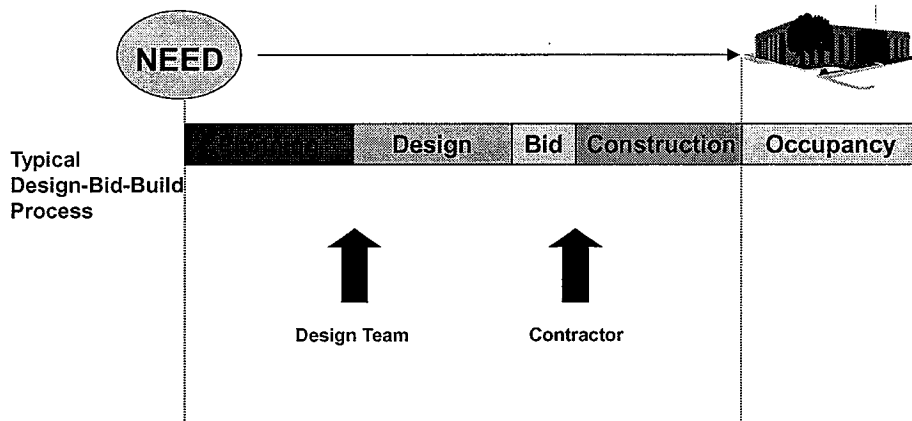 NEED
Design
Bid
Construction
Occupancy
Typical
Design-Bid-Build
Process
Design Team
Contractor